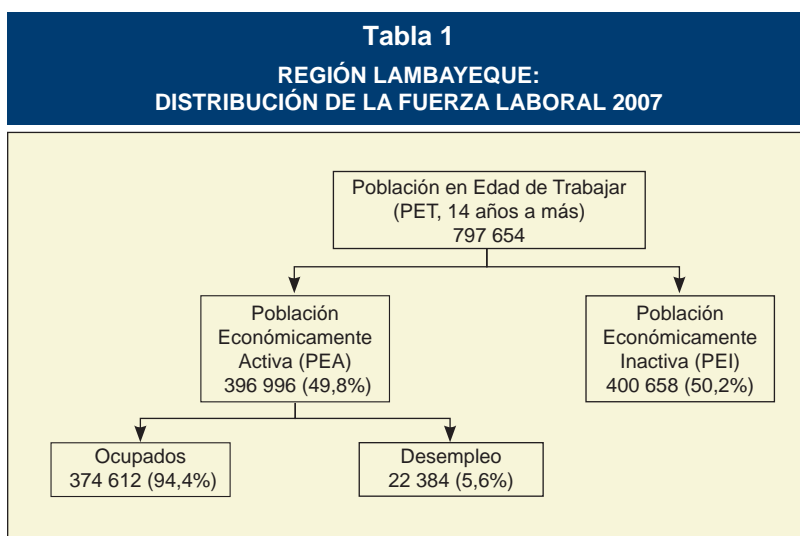 Tabla 1
REGIÓN LAMBAYEQUE:
DISTRIBUCIÓN DE LA FUERZA LABORAL 2007
Población en Edad de Trabajar
(PET, 14 años a más)
797 654
Población
Económicamente
Activa (PEA)
396 996 (49,8%)
Población
Económicamente
Inactiva (PEI)
400 658 (50,2%)
Ocupados
374 612 (94,4%)
Desempleo
22 384 (5,6%)